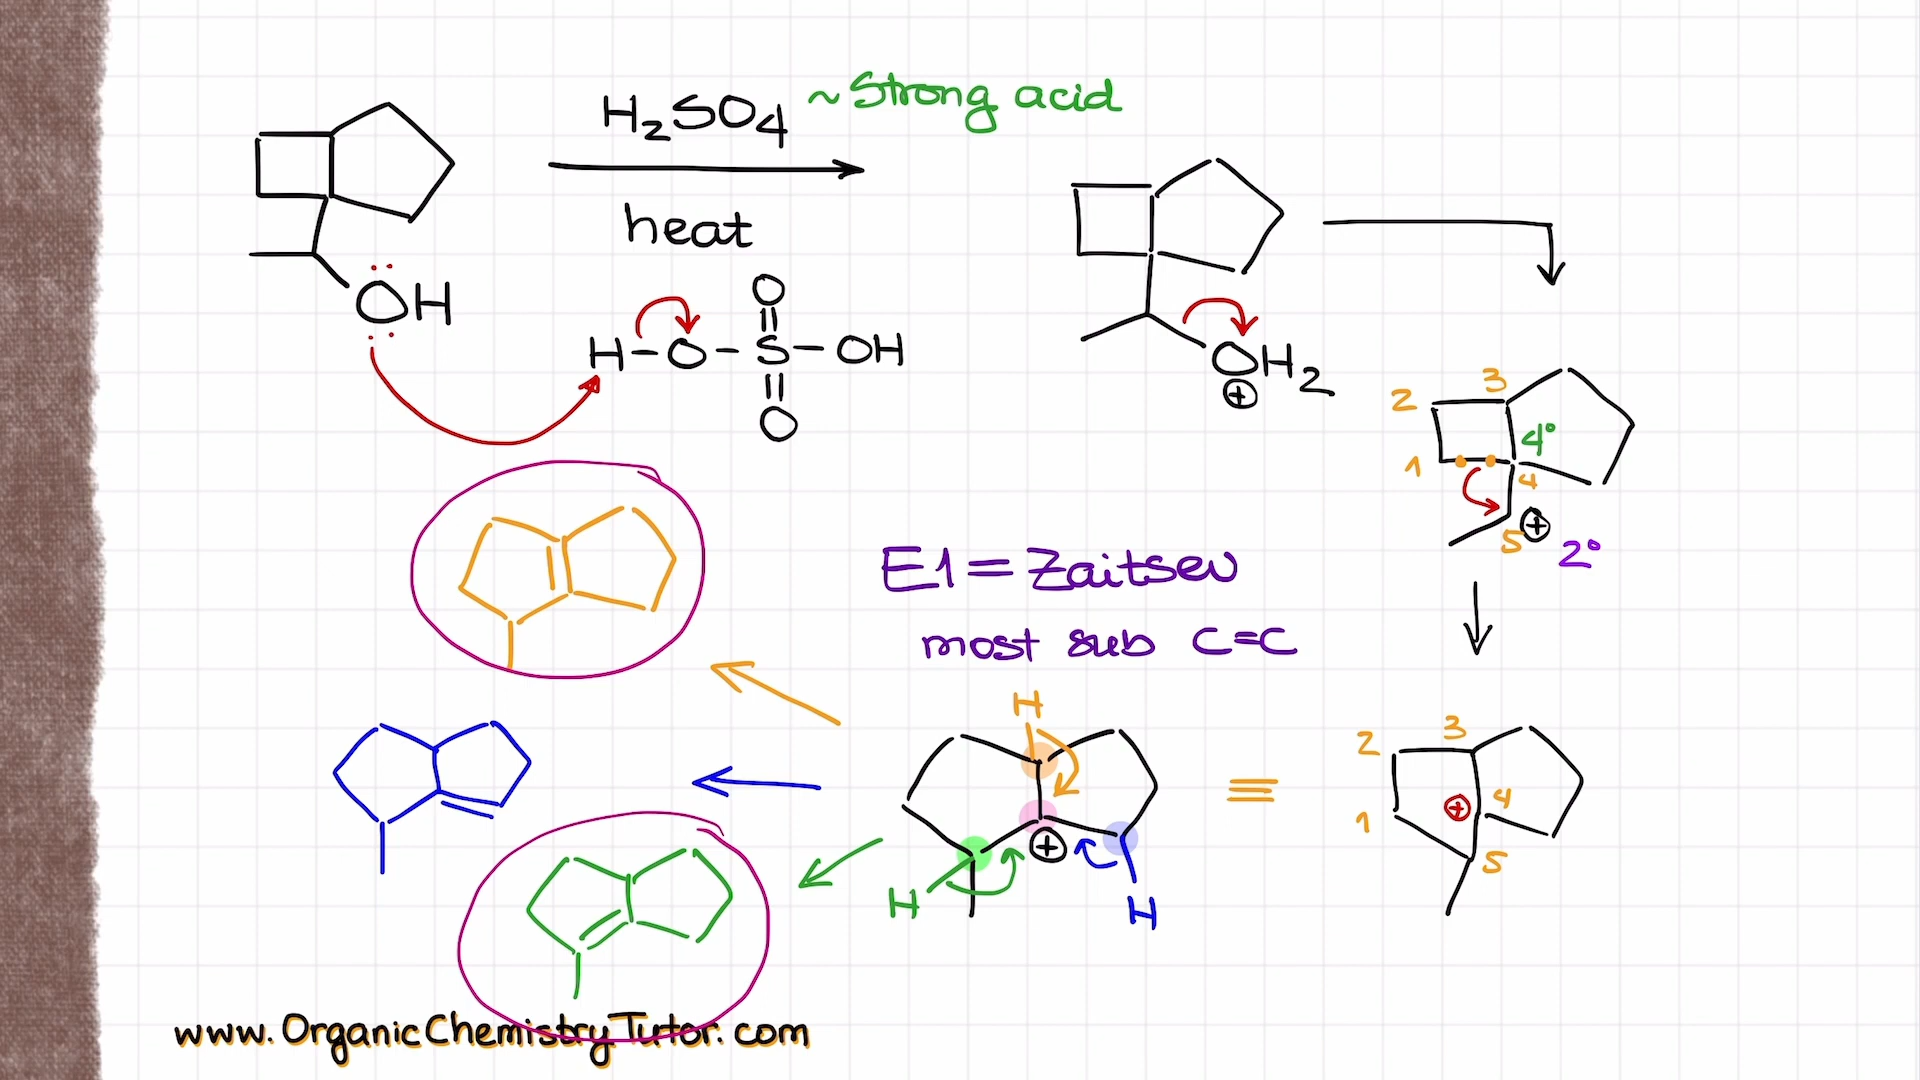 H₂SO₄ ~Strong acid
heat
OH
H-O-S-OH
O
O
OH₂
⊕
2 3
4°
1 4
5 ⊕ 2°
E1 = Zaitsev
most sub C=C
H
⊕
H
H
≡
2 3
⊕ 4
1
5
www.OrganicChemistryTutor.com